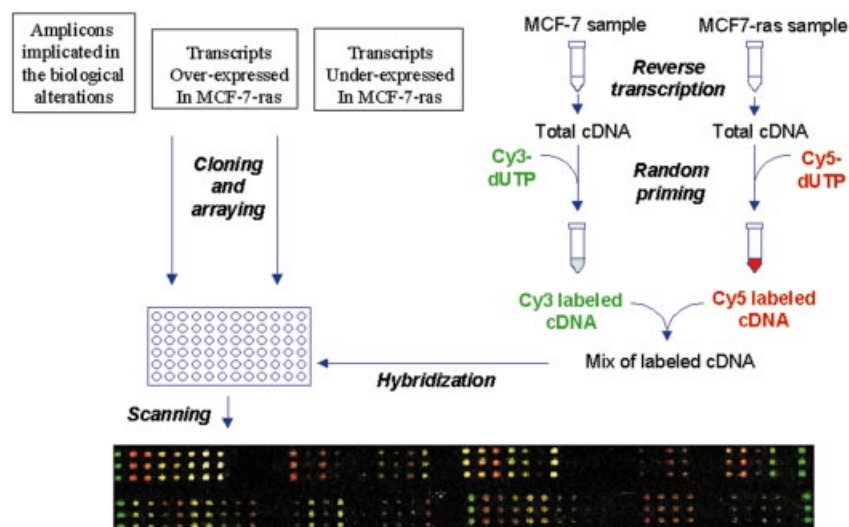 Amplicons
implicated in
the biological
alterations
Transcripts
Over-expressed
In MCF-7-ras
Transcripts
Under-expressed
In MCF-7-ras
MCF-7 sample
MCF7-ras sample
Reverse
transcription
Total cDNA
Total cDNA
Cy3-
dUTP
Random
priming
Cy5-
dUTP
Cloning
and
arraying
Cy3 labeled
cDNA
Cy5 labeled
cDNA
Mix of labeled cDNA
Hybridization
Scanning